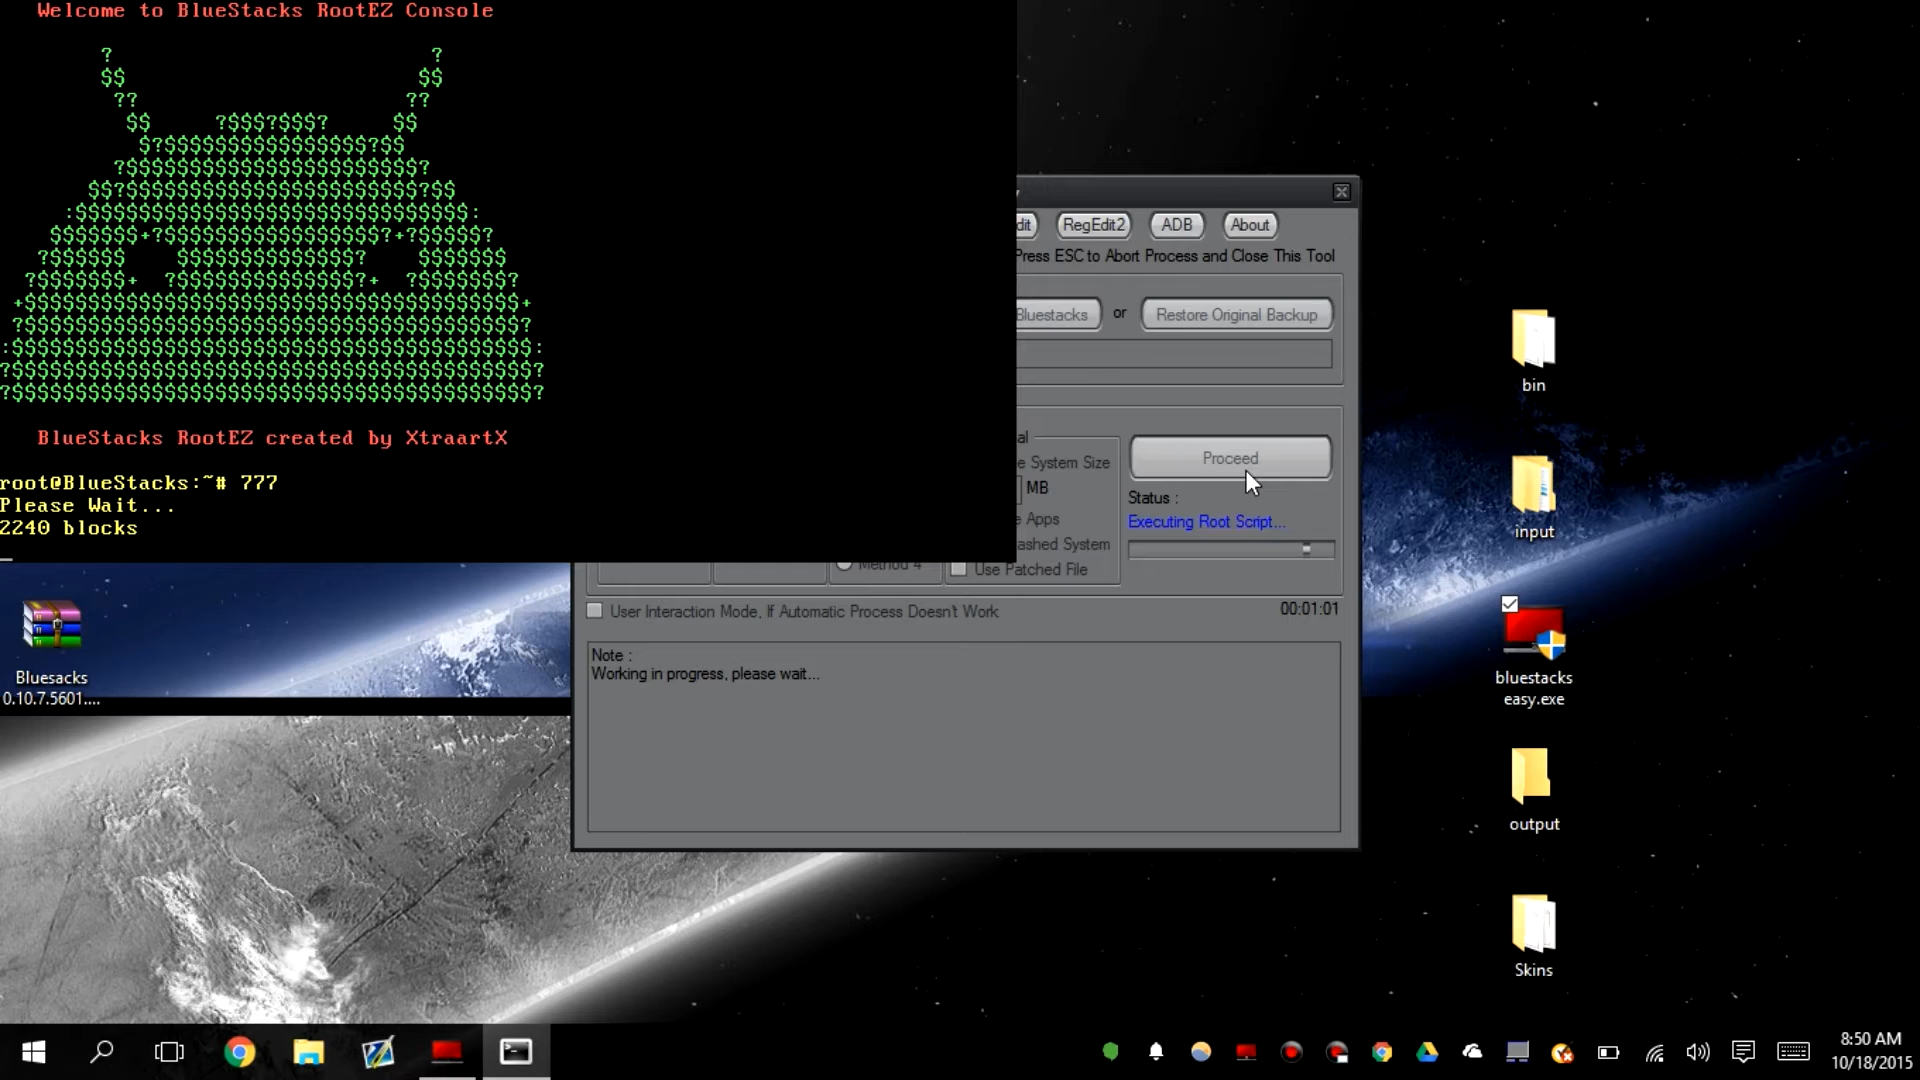 Welcome to BlueStacks RootEZ Console
? ?
$$ $$
?? ??
$$ ?$$$?$$$? $$
BlueStacks RootEZ created by XtraartX
root@BlueStacks:~# 777
Please Wait...
2240 blocks
dit RegEdit2 ADB About
Press ESC to Abort Process and Close This Tool
Bluestacks or Restore Original Backup
al
e System Size
MB
e Apps
ashed System
Method 4
Use Patched File
Proceed
Status :
Executing Root Script...
User Interaction Mode, If Automatic Process Doesn't Work
00:01:01
Note :
Working in progress, please wait...
Bluesacks
0.10.7.5601....
bin
input
bluestacks
easy.exe
output
Skins
8:50 AM
10/18/2015